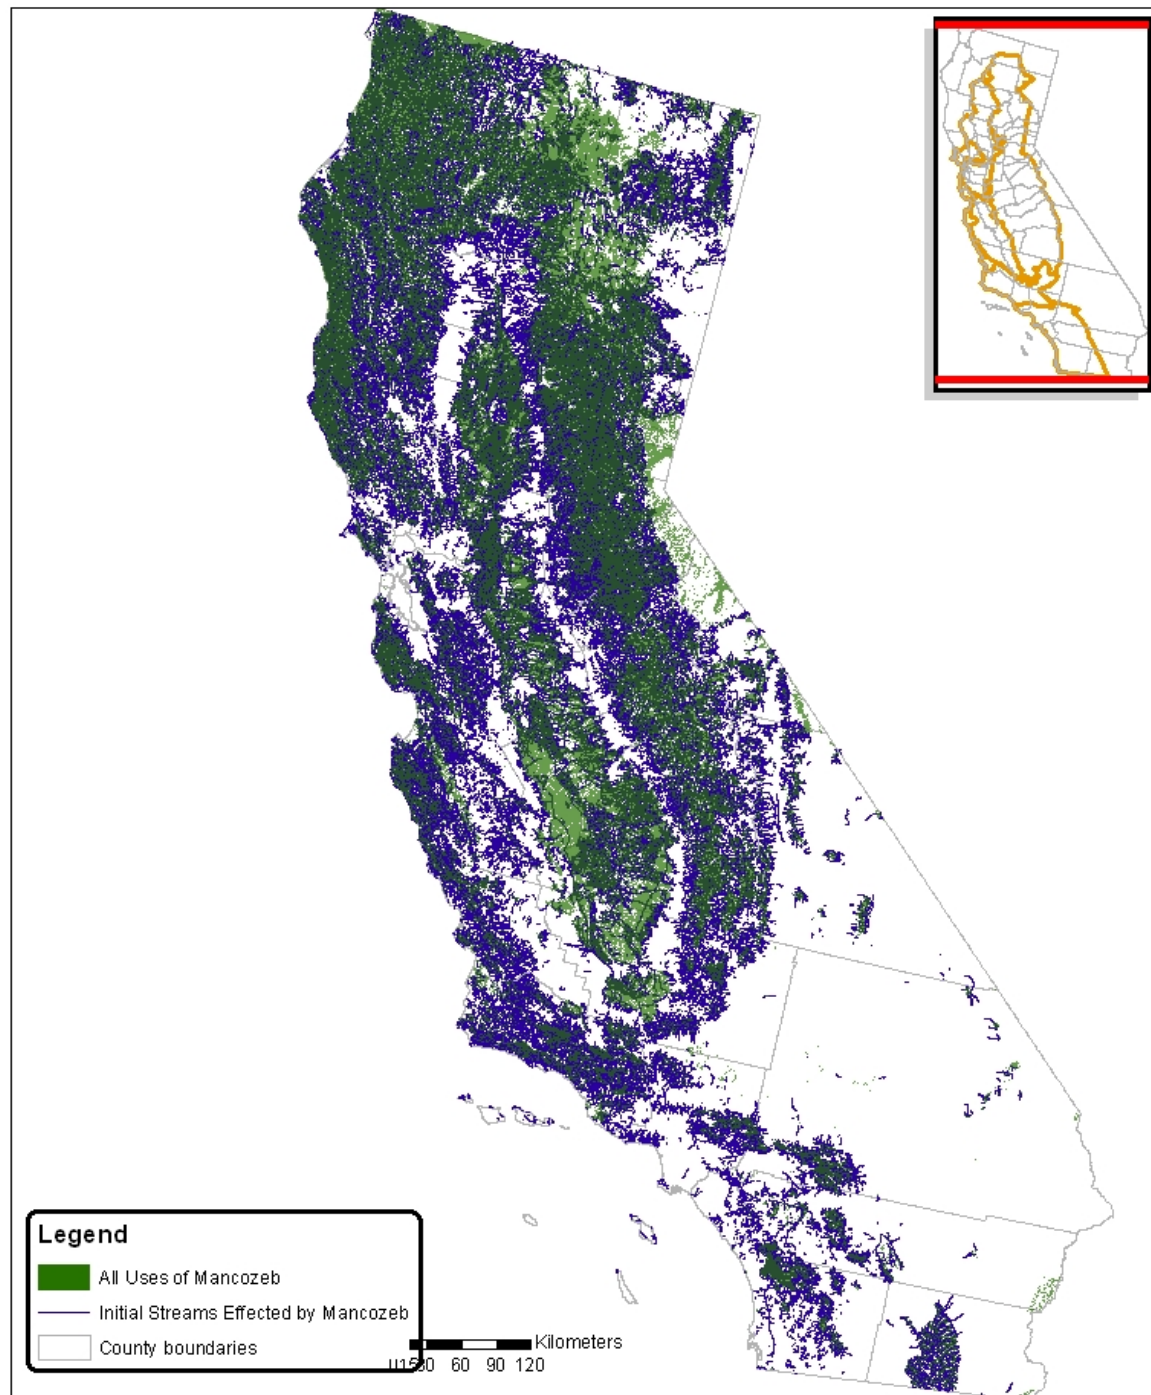 Legend
All Uses of Mancozeb
Initial Streams Effected by Mancozeb
County boundaries
Kilometers
60 90 120